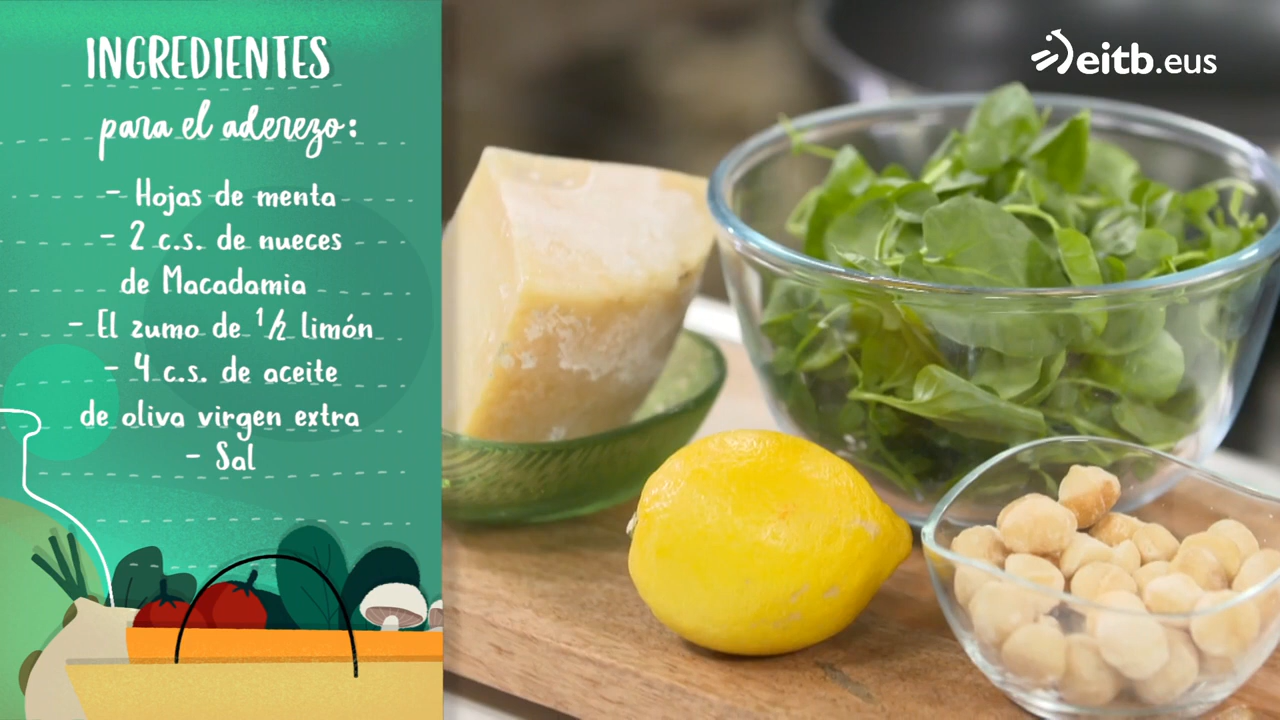 INGREDIENTES
para el aderezo:
- Hojas de menta
- 2 c.s. de nueces
de Macadamia
- El zumo de 1/2 limón
- 4 c.s. de aceite
de oliva virgen extra
- Sal
eitb.eus